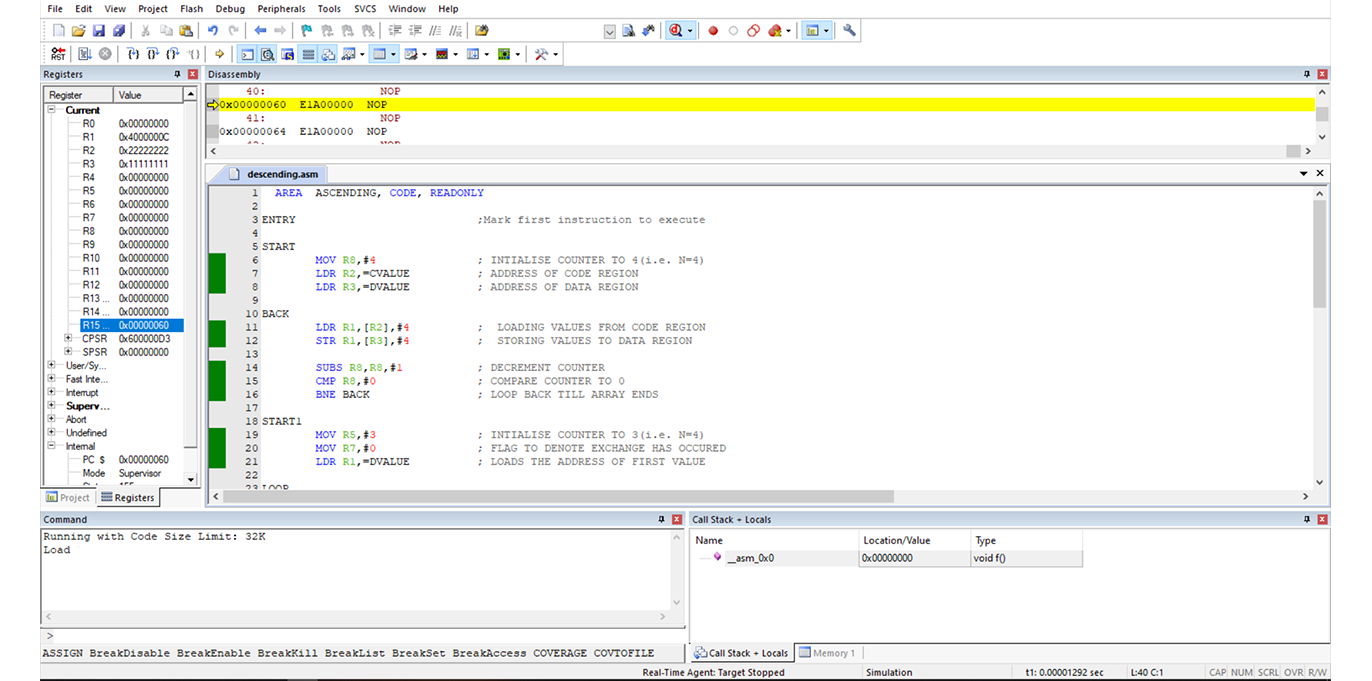 File Edit View Project Flash Debug Peripherals Tools SVCS Window Help
RST
Registers
Register Value
Current
R0 0x00000000
R1 0x4000000C
R2 0x22222222
R3 0x11111111
R4 0x00000000
R5 0x00000000
R6 0x00000000
R7 0x00000000
R8 0x00000000
R9 0x00000000
R10 0x00000000
R11 0x00000000
R12 0x00000000
R13 ... 0x00000000
R14 ... 0x00000000
R15 ... 0x00000060
CPSR 0x600000D3
SPSR 0x00000000
User/Sy...
Fast Inte...
Interrupt
Superv...
Abort
Undefined
Internal
PC $ 0x00000060
Mode Supervisor
Project Registers
Disassembly
40: NOP
0x00000060 E1A00000 NOP
41: NOP
0x00000064 E1A00000 NOP
descending.asm
1 AREA ASCENDING, CODE, READONLY
2
3 ENTRY ;Mark first instruction to execute
4
5 START
6 MOV R8,#4 ; INTIALISE COUNTER TO 4(i.e. N=4)
7 LDR R2,=CVALUE ; ADDRESS OF CODE REGION
8 LDR R3,=DVALUE ; ADDRESS OF DATA REGION
9
10 BACK
11 LDR R1,[R2],#4 ; LOADING VALUES FROM CODE REGION
12 STR R1,[R3],#4 ; STORING VALUES TO DATA REGION
13
14 SUBS R8,R8,#1 ; DECREMENT COUNTER
15 CMP R8,#0 ; COMPARE COUNTER TO 0
16 BNE BACK ; LOOP BACK TILL ARRAY ENDS
17
18 START1
19 MOV R5,#3 ; INTIALISE COUNTER TO 3(i.e. N=4)
20 MOV R7,#0 ; FLAG TO DENOTE EXCHANGE HAS OCCURED
21 LDR R1,=DVALUE ; LOADS THE ADDRESS OF FIRST VALUE
22
23 LOOP
Command
Running with Code Size Limit: 32K
Load
>
ASSIGN BreakDisable BreakEnable BreakKill BreakList BreakSet BreakAccess COVERAGE COVTOFILE
Call Stack + Locals
Name Location/Value Type
__asm_0x0 0x00000000 void f()
Call Stack + Locals Memory 1
Real-Time Agent: Target Stopped Simulation t1: 0.00001292 sec L:40 C:1 CAP NUM SCRL OVR R/W